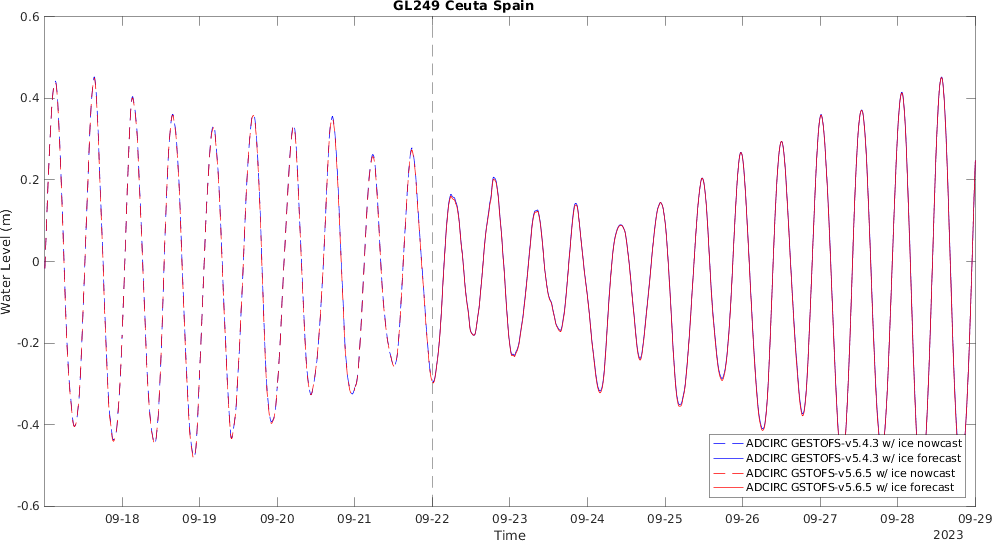 GL249 Ceuta Spain
0.6
0.4
0.2
0
-0.2
-0.4
-0.6
Water Level (m)
09-18 09-19 09-20 09-21 09-22 09-23 09-24 09-25 09-26 09-27 09-28 09-29
Time
2023
ADCIRC GESTOFS-v5.4.3 w/ ice nowcast
ADCIRC GESTOFS-v5.4.3 w/ ice forecast
ADCIRC GSTOFS-v5.6.5 w/ ice nowcast
ADCIRC GSTOFS-v5.6.5 w/ ice forecast